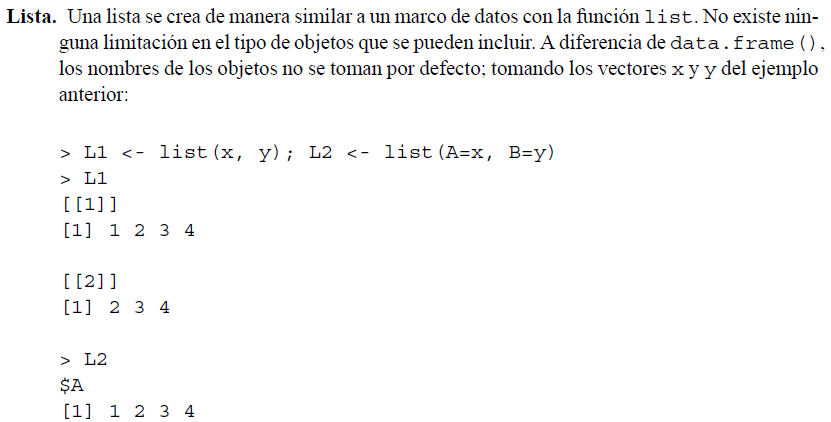 Lista. Una lista se crea de manera similar a un marco de datos con la función list. No existe nin-
guna limitación en el tipo de objetos que se pueden incluir. A diferencia de data.frame(),
los nombres de los objetos no se toman por defecto; tomando los vectores x y y del ejemplo
anterior:
> L1 <- list(x, y); L2 <- list(A=x, B=y)
> L1
[[1]]
[1] 1 2 3 4
[[2]]
[1] 2 3 4
> L2
$A
[1] 1 2 3 4